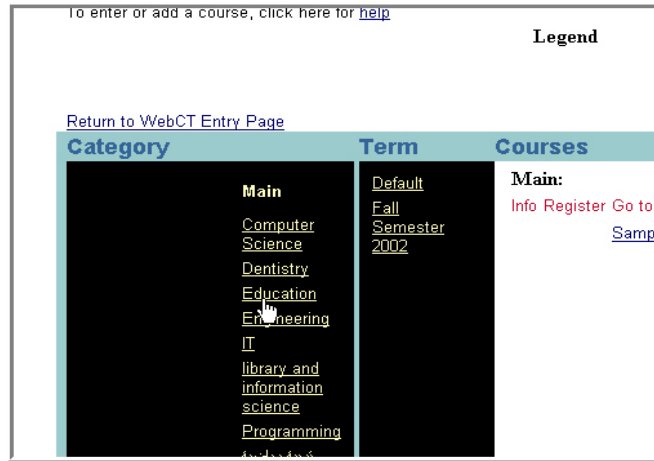 To enter or add a course, click here for help
Legend
Return to WebCT Entry Page
Category
Term
Courses
Main
Computer
Science
Dentistry
Education
Engineering
IT
library and
information
science
Programming
Default
Fall
Semester
2002
Main:
Info Register Go to
Samp